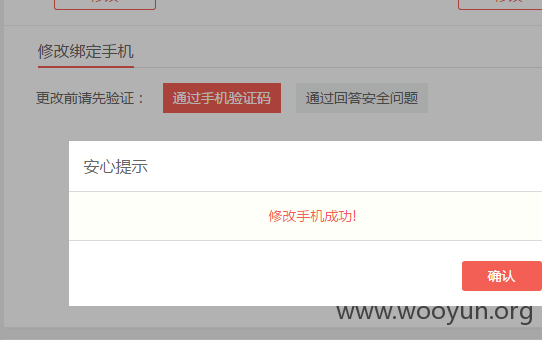 修改绑定手机
更改前请先验证： 通过手机验证码 通过回答安全问题
安心提示
修改手机成功!
确认
www.wooyun.org